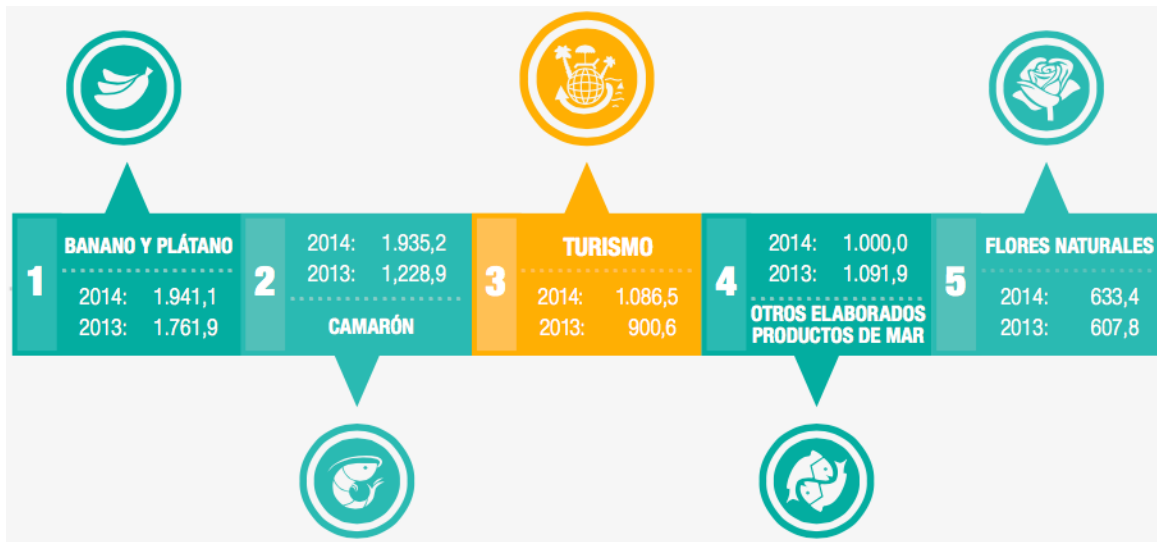 1
BANANO Y PLÁTANO
2014: 1.941,1
2013: 1.761,9
2
2014: 1.935,2
2013: 1,228,9
CAMARÓN
3
TURISMO
2014: 1.086,5
2013: 900,6
4
2014: 1.000,0
2013: 1.091,9
OTROS ELABORADOS
PRODUCTOS DE MAR
5
FLORES NATURALES
2014: 633,4
2013: 607,8